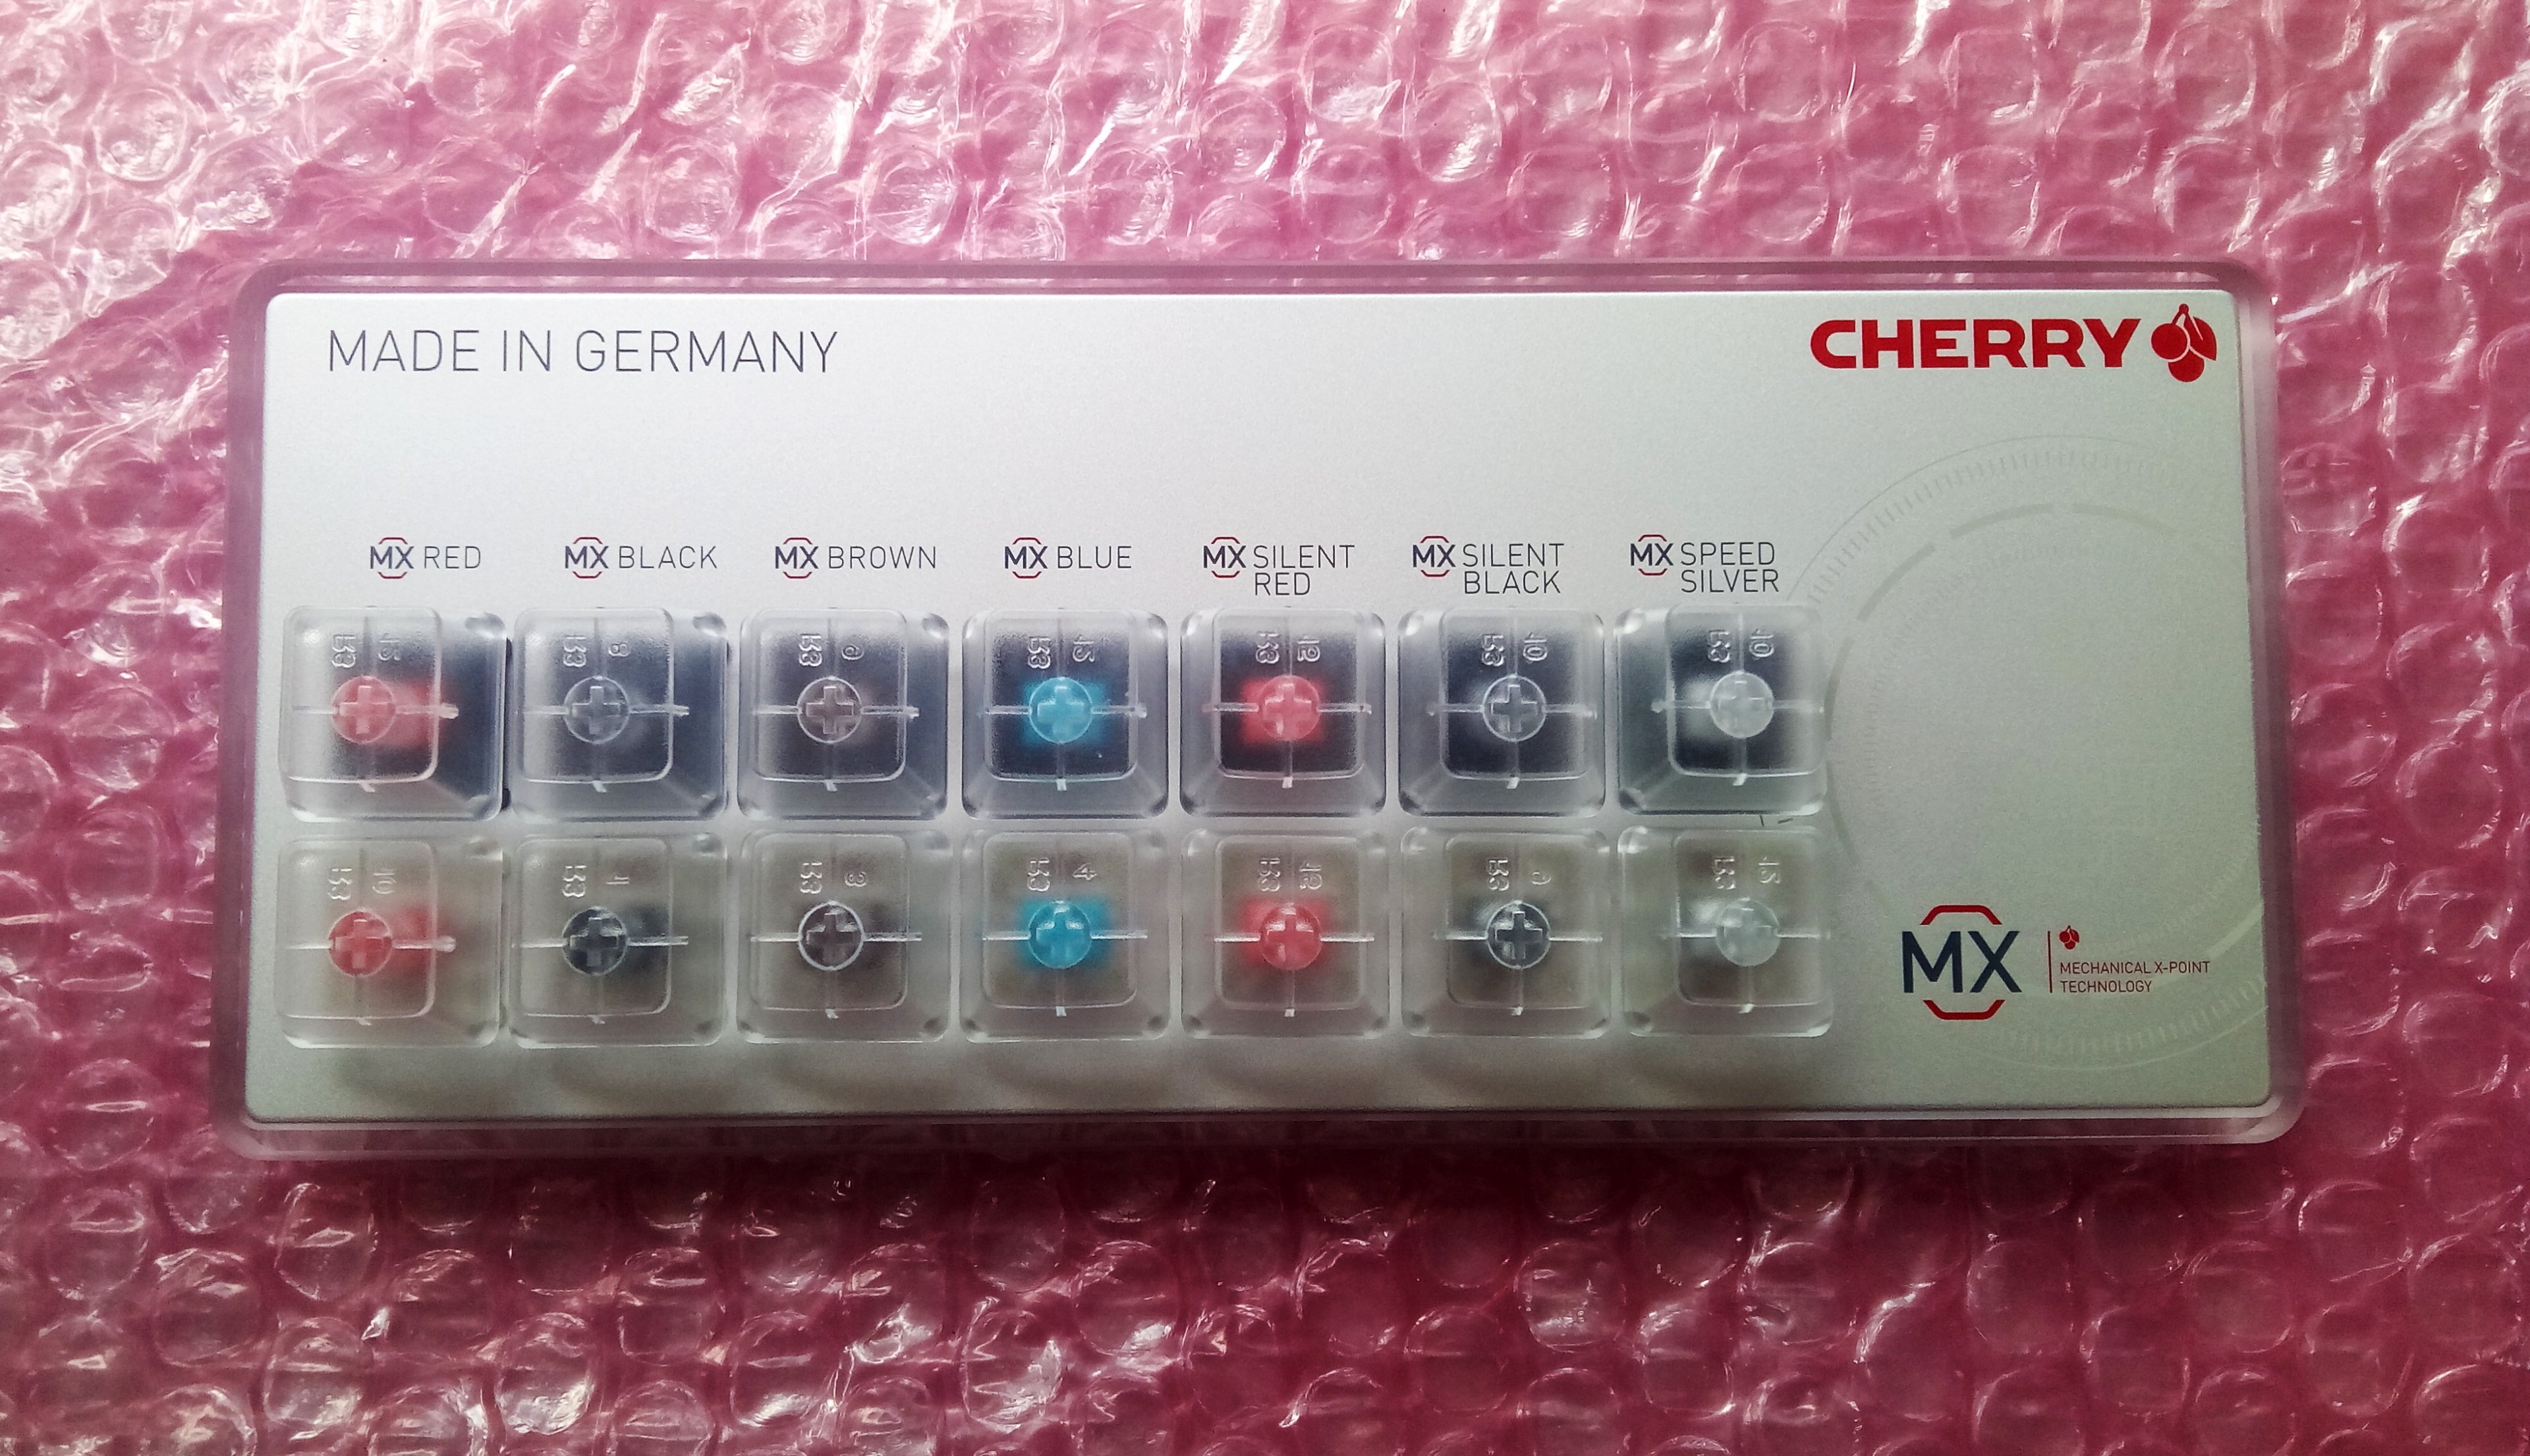 MADE IN GERMANY
CHERRY
MX RED
MX BLACK
MX BROWN
MX BLUE
MX SILENT
RED
MX SILENT
BLACK
MX SPEED
SILVER
MX
MECHANICAL X-POINT
TECHNOLOGY